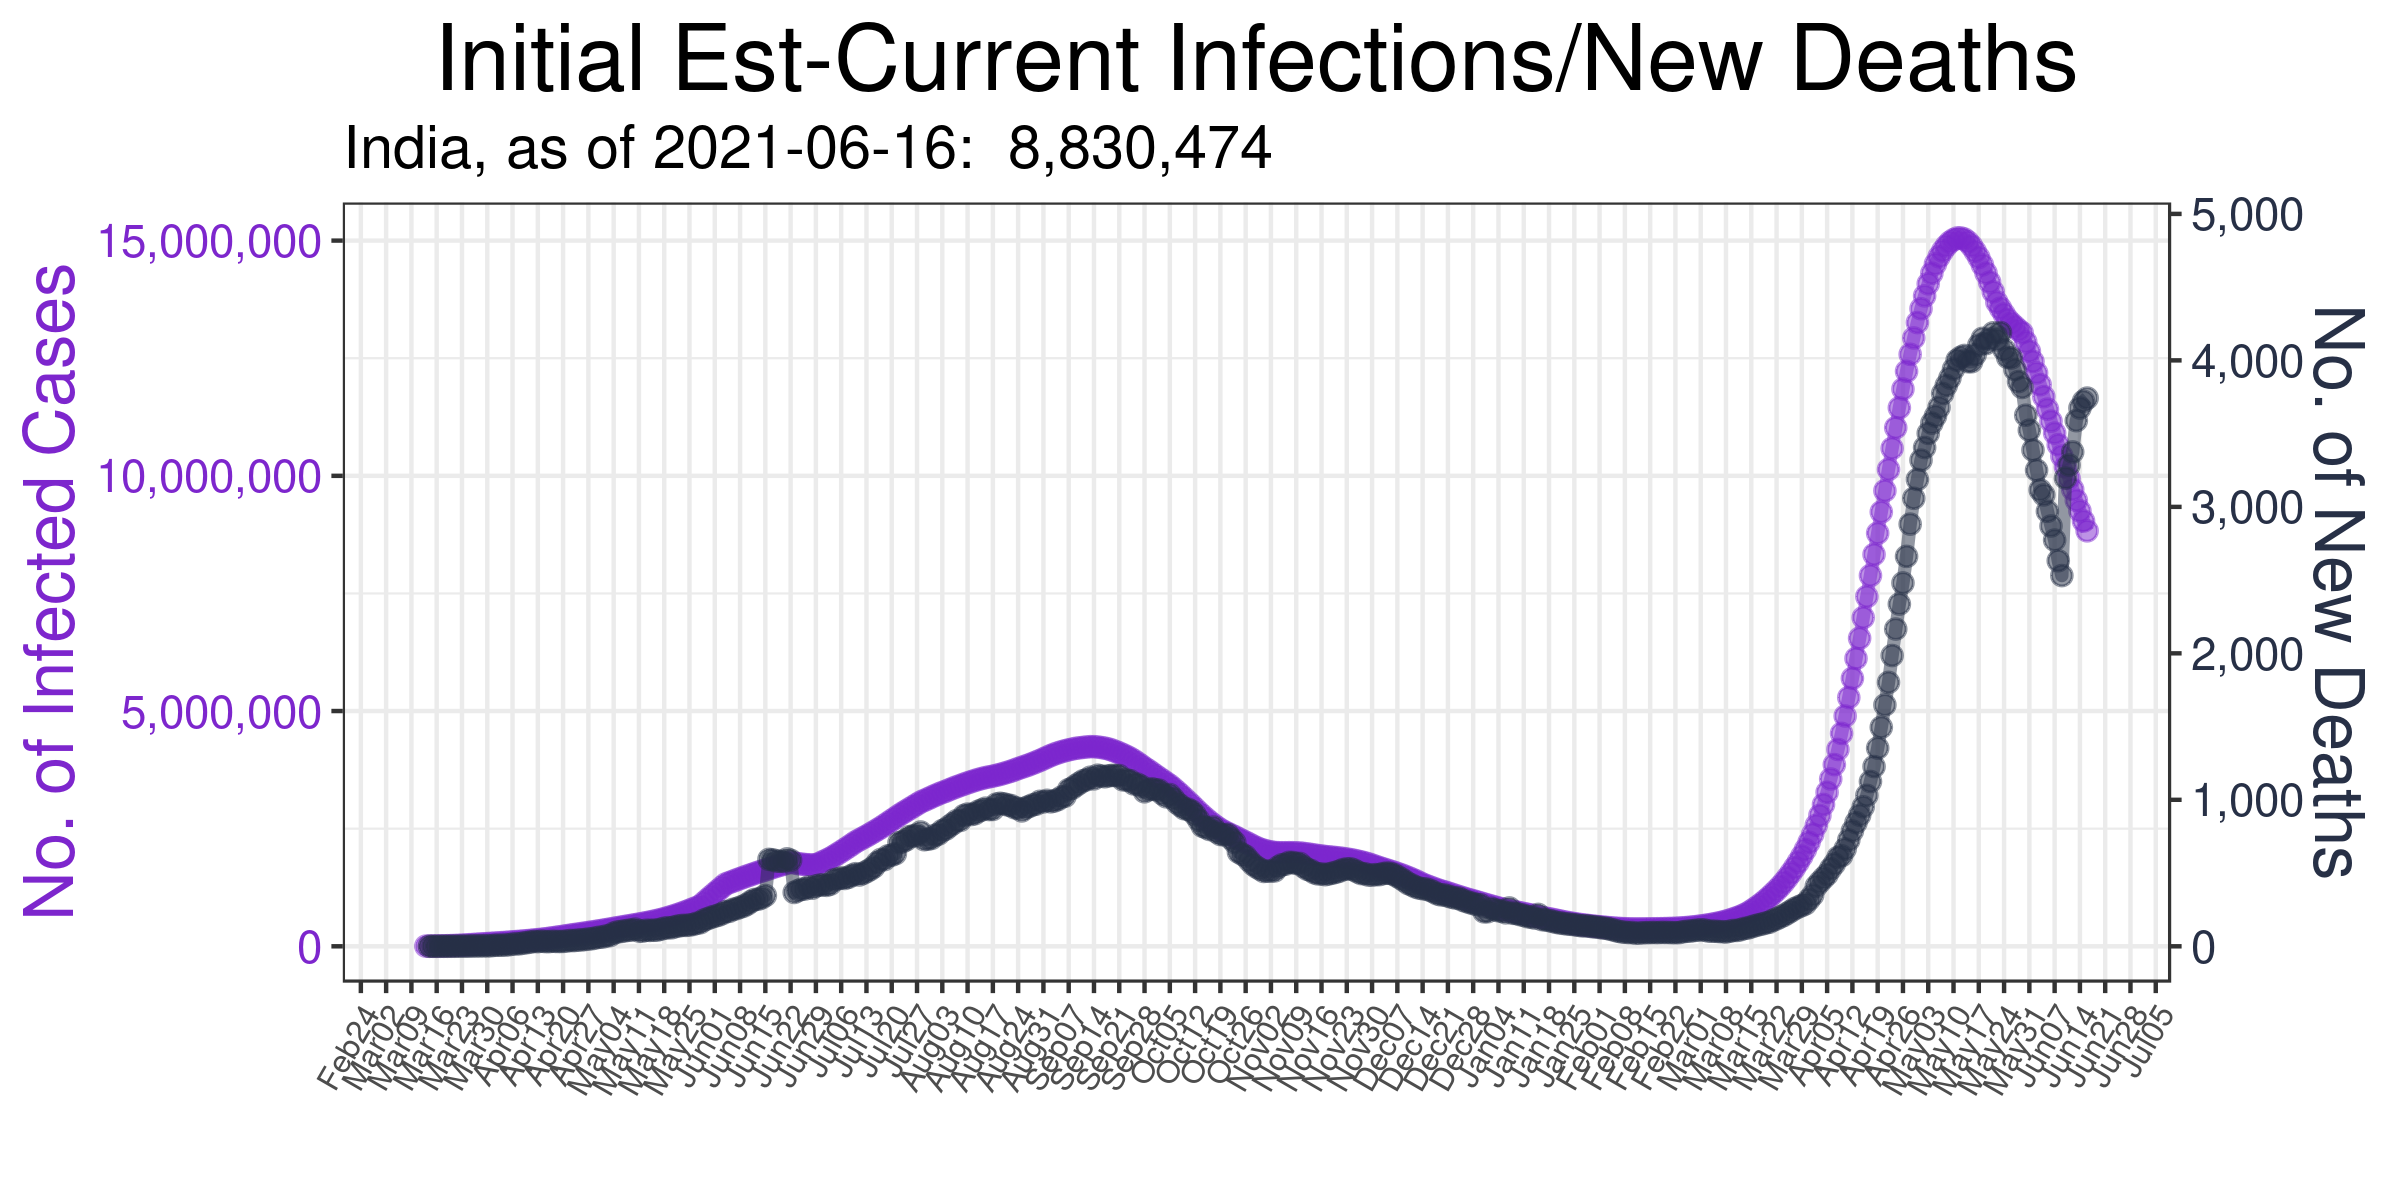 Initial Est-Current Infections/New Deaths
India, as of 2021-06-16:  8,830,474
No. of Infected Cases
15,000,000
10,000,000
5,000,000
0
5,000
4,000
3,000
2,000
1,000
0
No. of New Deaths
Feb24
Mar02
Mar09
Mar16
Mar23
Mar30
Apr06
Apr13
Apr20
Apr27
May04
May11
May18
May25
Jun01
Jun08
Jun15
Jun22
Jun29
Jul06
Jul13
Jul20
Jul27
Aug03
Aug10
Aug17
Aug24
Aug31
Sep07
Sep14
Sep21
Sep28
Oct05
Oct12
Oct19
Oct26
Nov02
Nov09
Nov16
Nov23
Nov30
Dec07
Dec14
Dec21
Dec28
Jan04
Jan11
Jan18
Jan25
Feb01
Feb08
Feb15
Feb22
Mar01
Mar08
Mar15
Mar22
Mar29
Apr05
Apr12
Apr19
Apr26
May03
May10
May17
May24
May31
Jun07
Jun14
Jun21
Jun28
Jul05